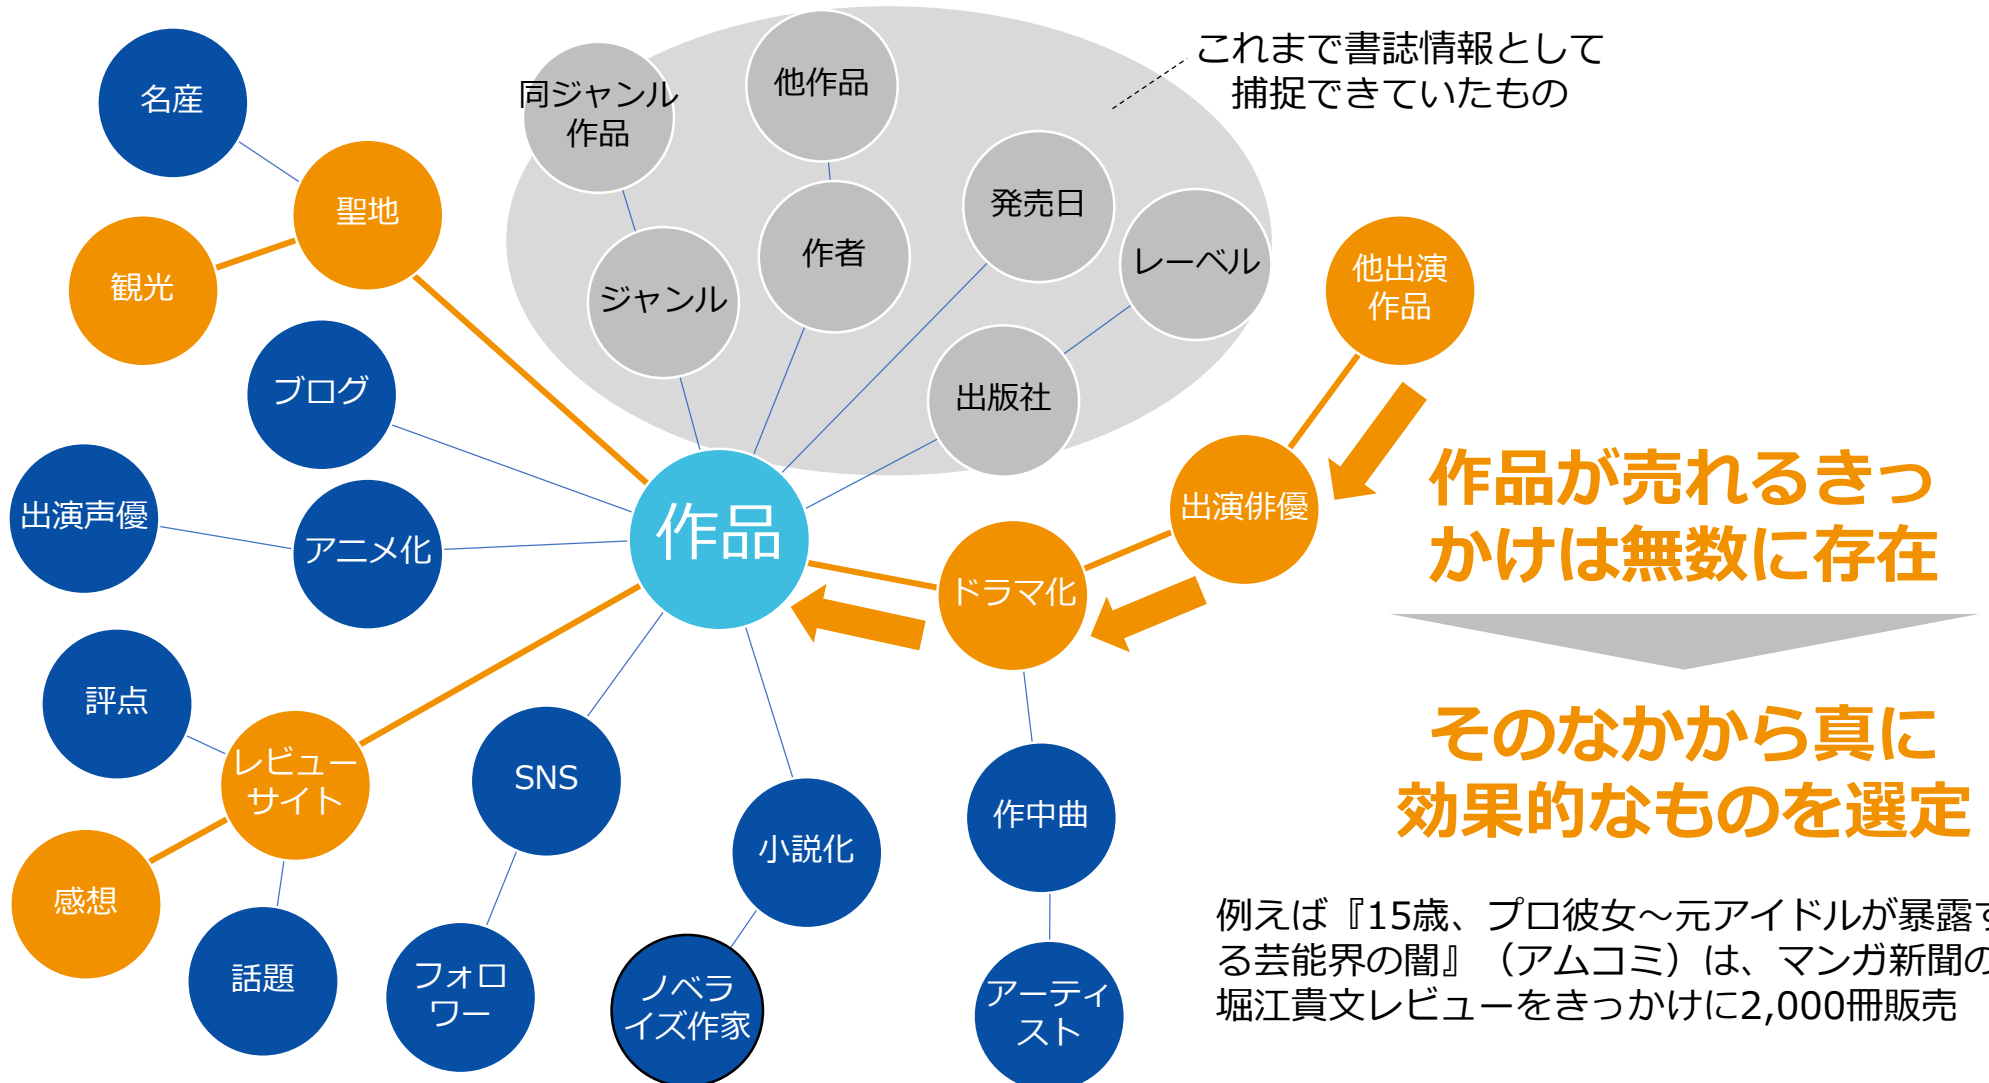 これまで書誌情報として
捕捉できていたもの
同ジャンル
作品
他作品
名産
聖地
発売日
作者
レーベル
観光
ジャンル
他出演
作品
ブログ
出版社
出演声優
アニメ化
作品
出演俳優
ドラマ化
作品が売れるきっ
かけは無数に存在
評点
レビュー
サイト
SNS
小説化
作中曲
そのなかから真に
効果的なものを選定
感想
話題
フォロ
ワー
ノベラ
イズ作家
アーティ
スト
例えば『15歳、プロ彼女～元アイドルが暴露す
る芸能界の闇』（アムコミ）は、マンガ新聞の
堀江貴文レビューをきっかけに2,000冊販売